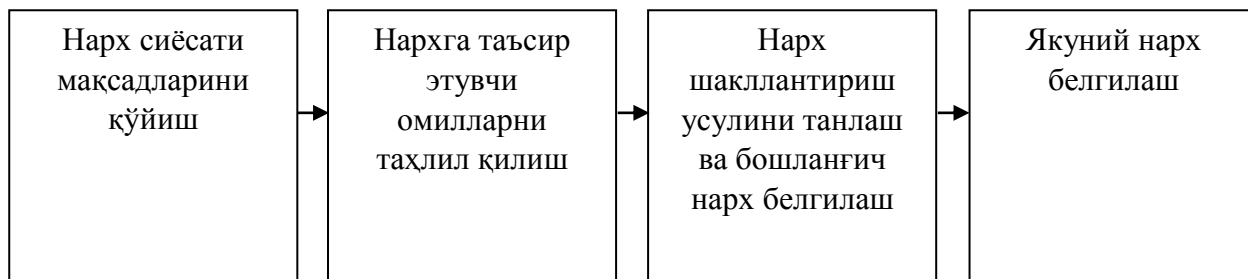 Нарх сиёсати
мақсадларини
қўйиш
Нархга таъсир
этувчи
омилларни
таҳлил қилиш
Нарх
шакллантириш
усулини танлаш
ва бошланғич
нарх белгилаш
Якуний нарх
белгилаш